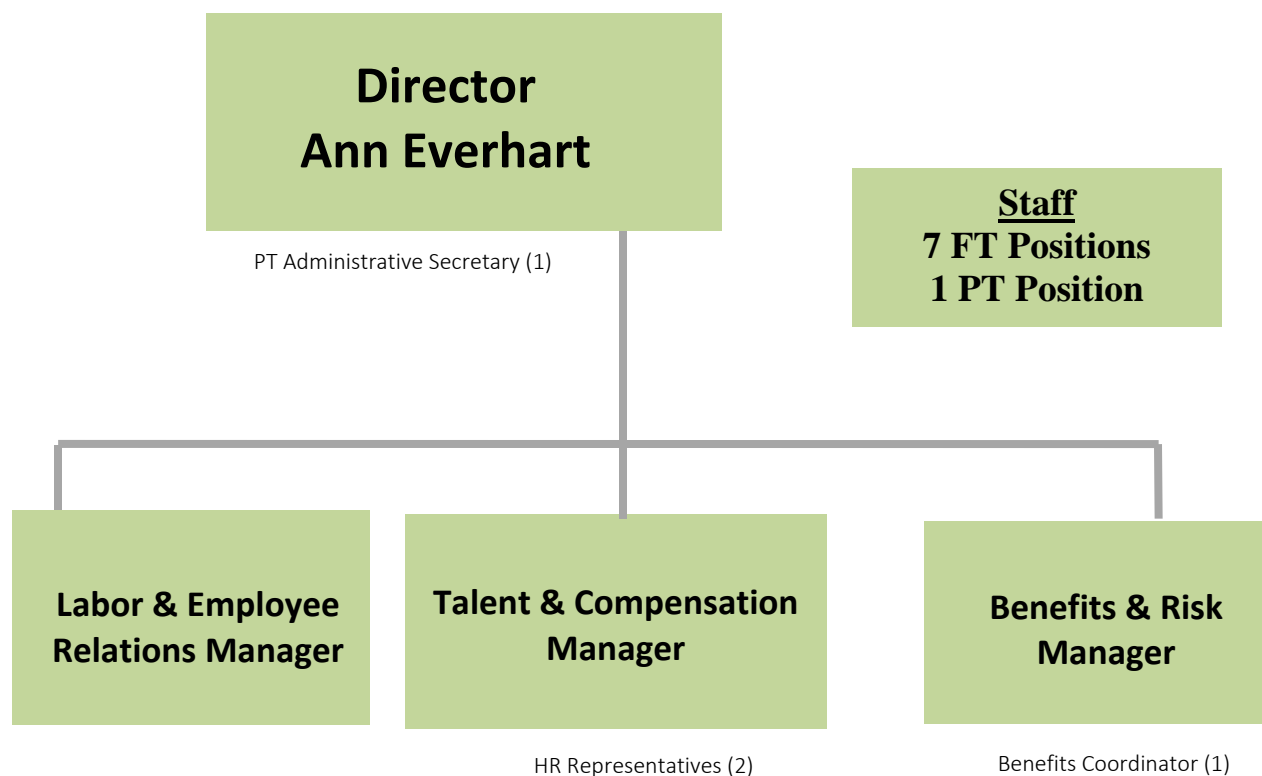 Director
Ann Everhart
PT Administrative Secretary (1)
Staff
7 FT Positions
1 PT Position
Labor & Employee
Relations Manager
Talent & Compensation
Manager
HR Representatives (2)
Benefits & Risk
Manager
Benefits Coordinator (1)